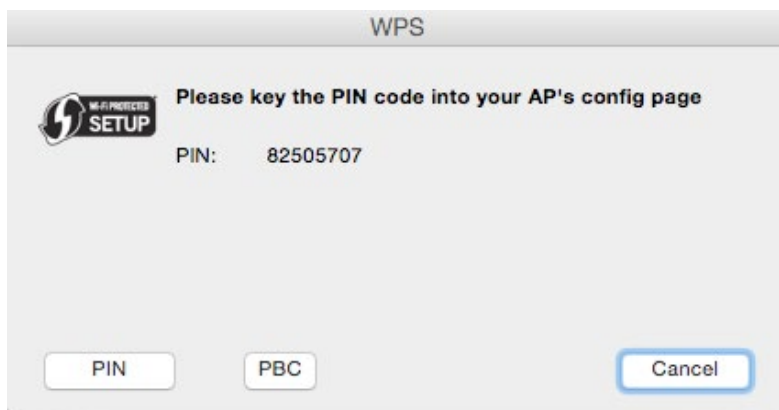 WPS
Wi-Fi PROTECTED
SETUP
Please key the PIN code into your AP's config page
PIN: 82505707
PIN PBC Cancel